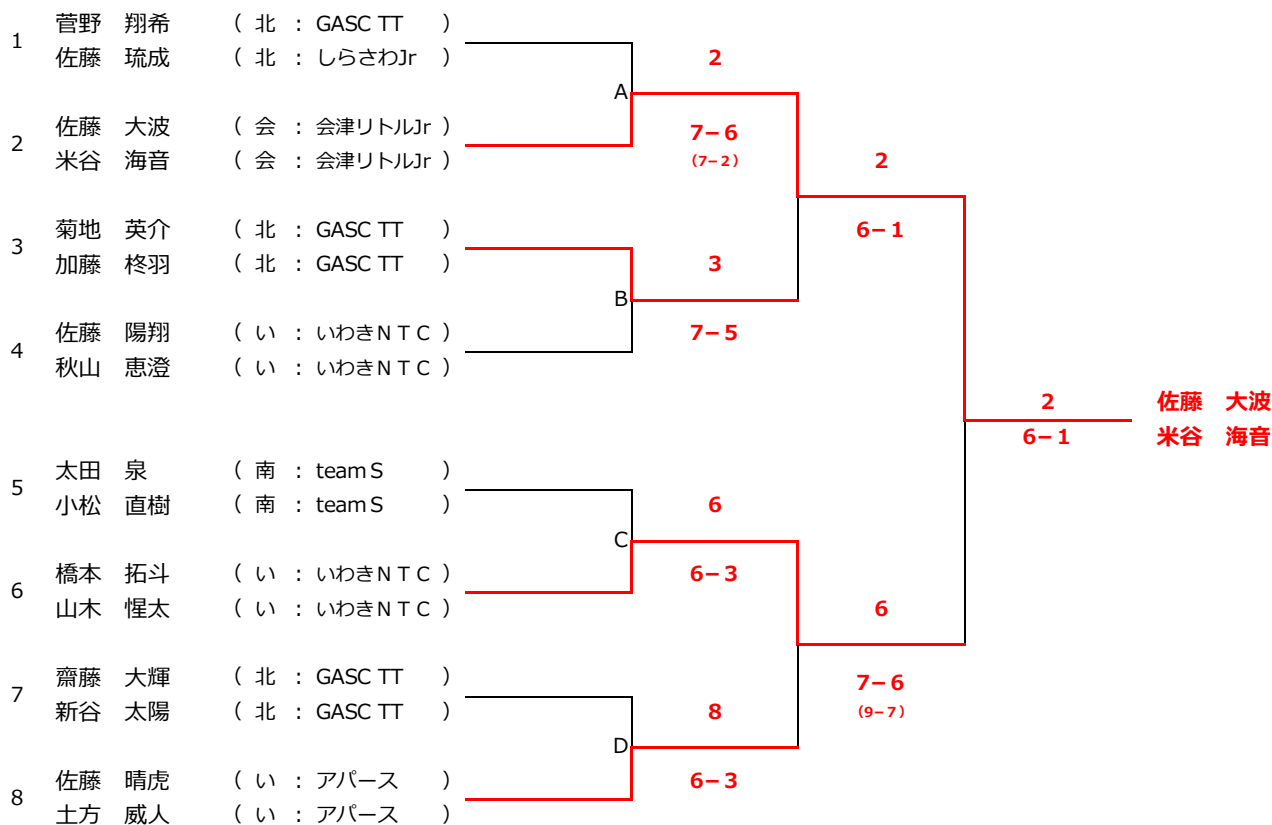 1
菅野　翔希　（ 北 ： GASC TT ）
佐藤　琉成　（ 北 ： しらさわJr ）
2
佐藤　大波　（ 会 ： 会津リトルJr ）
米谷　海音　（ 会 ： 会津リトルJr ）
3
菊地　英介　（ 北 ： GASC TT ）
加藤　柊羽　（ 北 ： GASC TT ）
4
佐藤　陽翔　（ い ： いわきＮＴＣ ）
秋山　恵澄　（ い ： いわきＮＴＣ ）
5
太田　泉　（ 南 ： team S ）
小松　直樹　（ 南 ： team S ）
6
橋本　拓斗　（ い ： いわきＮＴＣ ）
山木　惺太　（ い ： いわきＮＴＣ ）
7
齋藤　大輝　（ 北 ： GASC TT ）
新谷　太陽　（ 北 ： GASC TT ）
8
佐藤　晴虎　（ い ： アパース ）
土方　威人　（ い ： アパース ）
A
2
7−6
（7−2）
B
3
7−5
C
6
6−3
D
8
6−3
2
6−1
6
7−6
（9−7）
2
6−1
佐藤　大波
米谷　海音